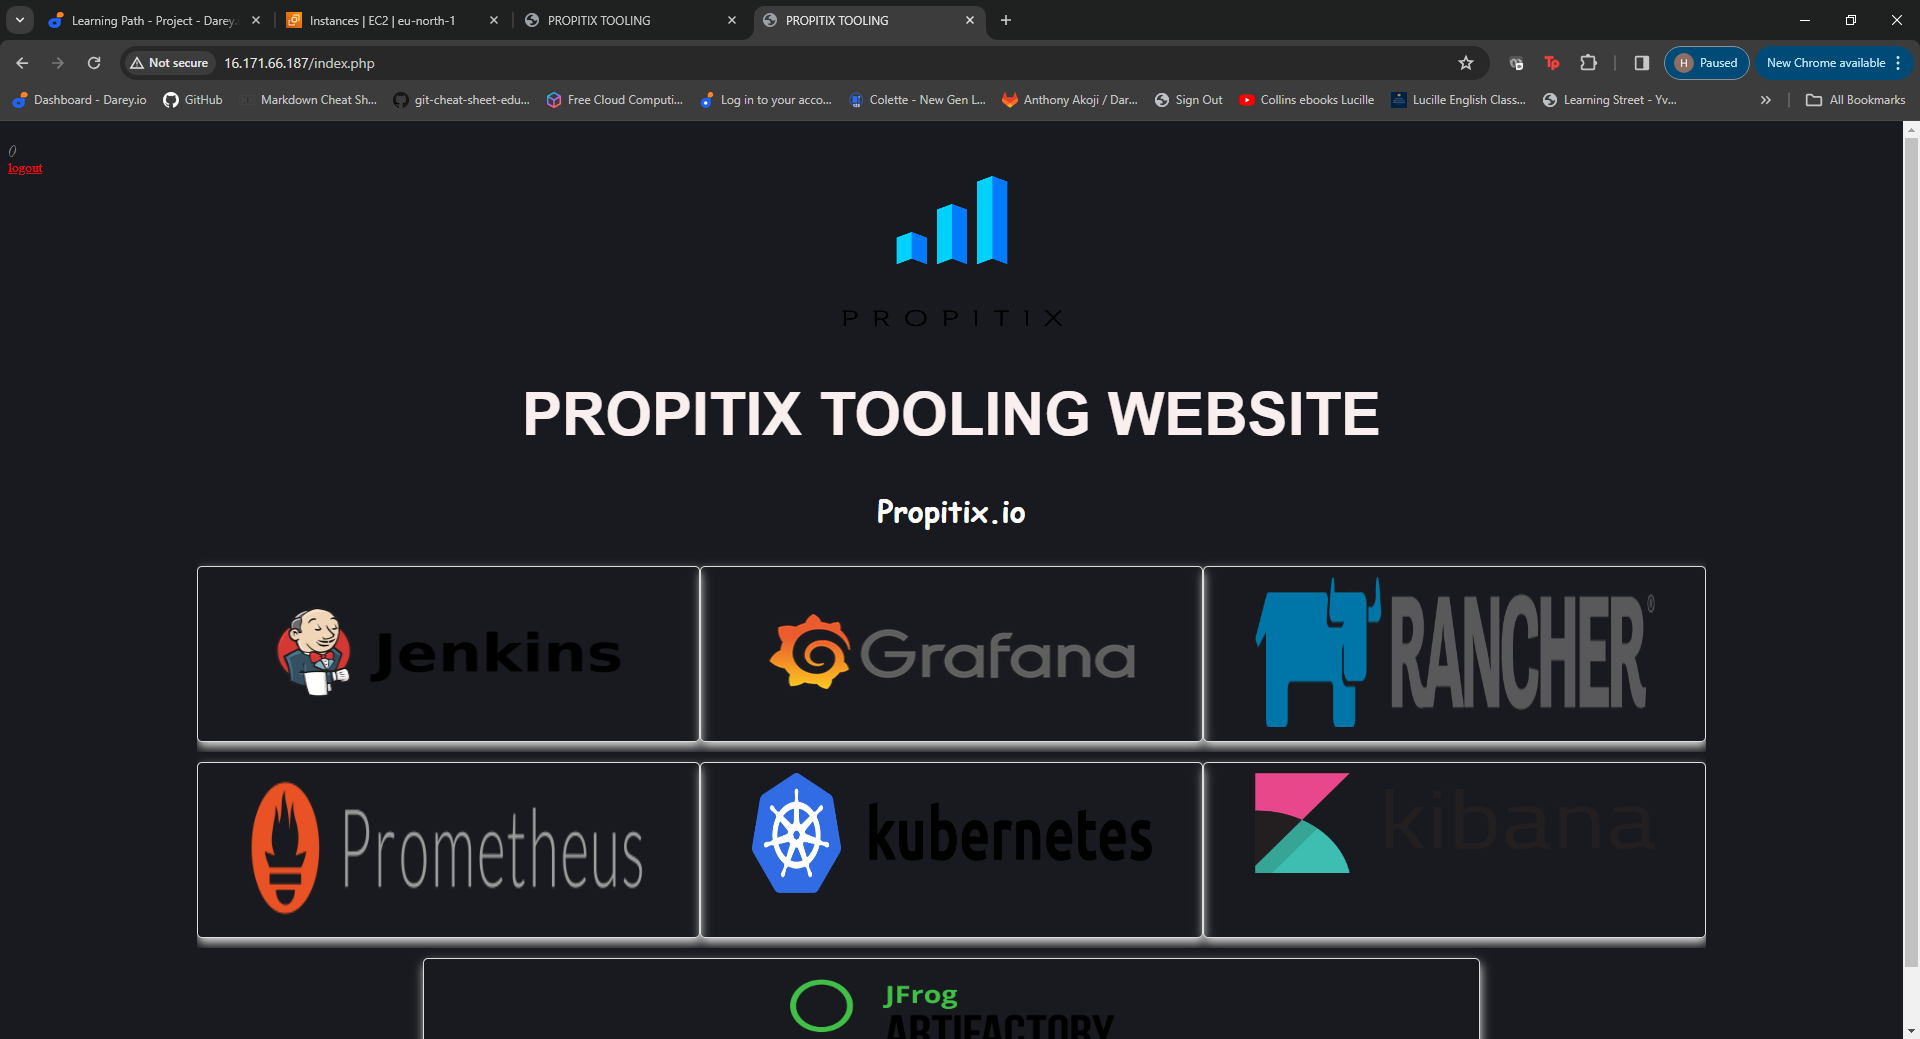 Learning Path - Project - Darey.
Instances | EC2 | eu-north-1
PROPITIX TOOLING
PROPITIX TOOLING
Not secure
16.171.66.187/index.php
Tp
H
Paused
New Chrome available
Dashboard - Darey.io
GitHub
Markdown Cheat Sh...
git-cheat-sheet-edu...
Free Cloud Computi...
Log in to your acco...
Colette - New Gen L...
Anthony Akoji / Dar...
Sign Out
Collins ebooks Lucille
Lucille English Class...
Learning Street - Yv...
All Bookmarks
()
logout
PROPITIX
PROPITIX TOOLING WEBSITE
Propitix.io
Jenkins
Grafana
RANCHER®
Prometheus
kubernetes
kibana
JFrog
ARTIFACTORY